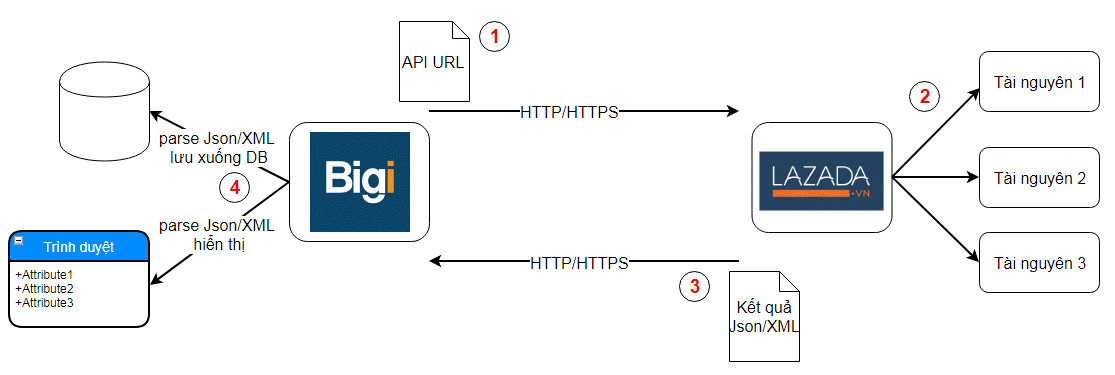 1
API URL
HTTP/HTTPS
2
Tài nguyên 1
Tài nguyên 2
Tài nguyên 3
Bigi
LAZADA
.VN
parse Json/XML
lưu xuống DB
4
parse Json/XML
hiển thị
Trình duyệt
+Attribute1
+Attribute2
+Attribute3
HTTP/HTTPS
3
Kết quả
Json/XML